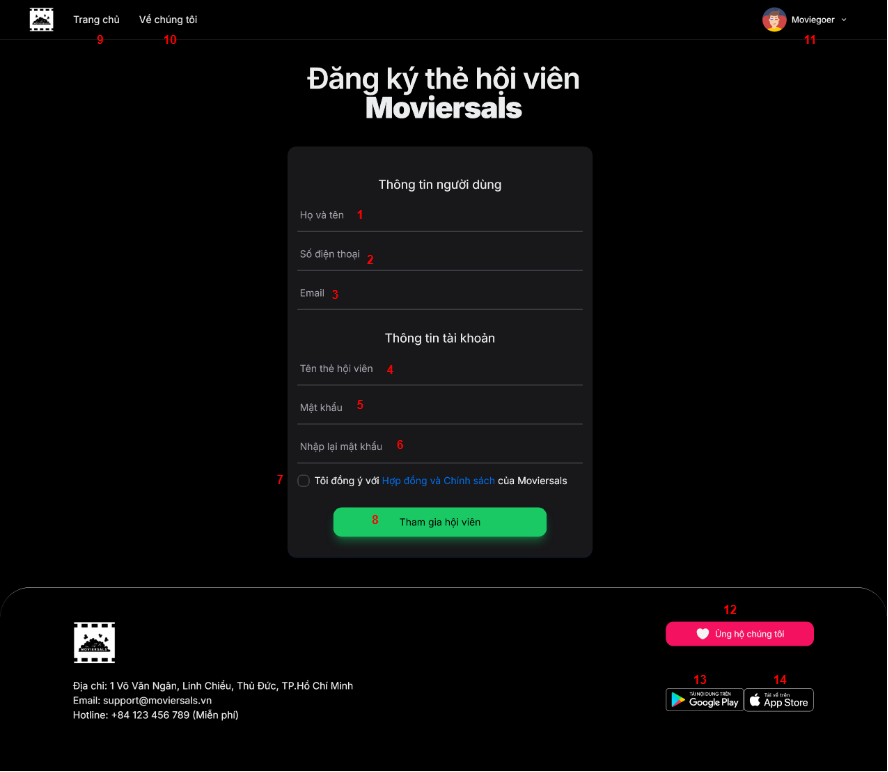 Trang chủ
Về chúng tôi
Moviegoer
9
10
11
Đăng ký thẻ hội viên
Moviersals
Thông tin người dùng
Họ và tên 1
Số điện thoại 2
Email 3
Thông tin tài khoản
Tên thẻ hội viên 4
Mật khẩu 5
Nhập lại mật khẩu 6
7 Tôi đồng ý với Hợp đồng và Chính sách của Moviersals
8 Tham gia hội viên
12
Ủng hộ chúng tôi
MOVIERSALS
13
14
TẢI NỘI DUNG TRÊN
Google Play
Tải về trên
App Store
Địa chỉ: 1 Võ Văn Ngân, Linh Chiểu, Thủ Đức, TP.Hồ Chí Minh
Email: support@moviersals.vn
Hotline: +84 123 456 789 (Miễn phí)